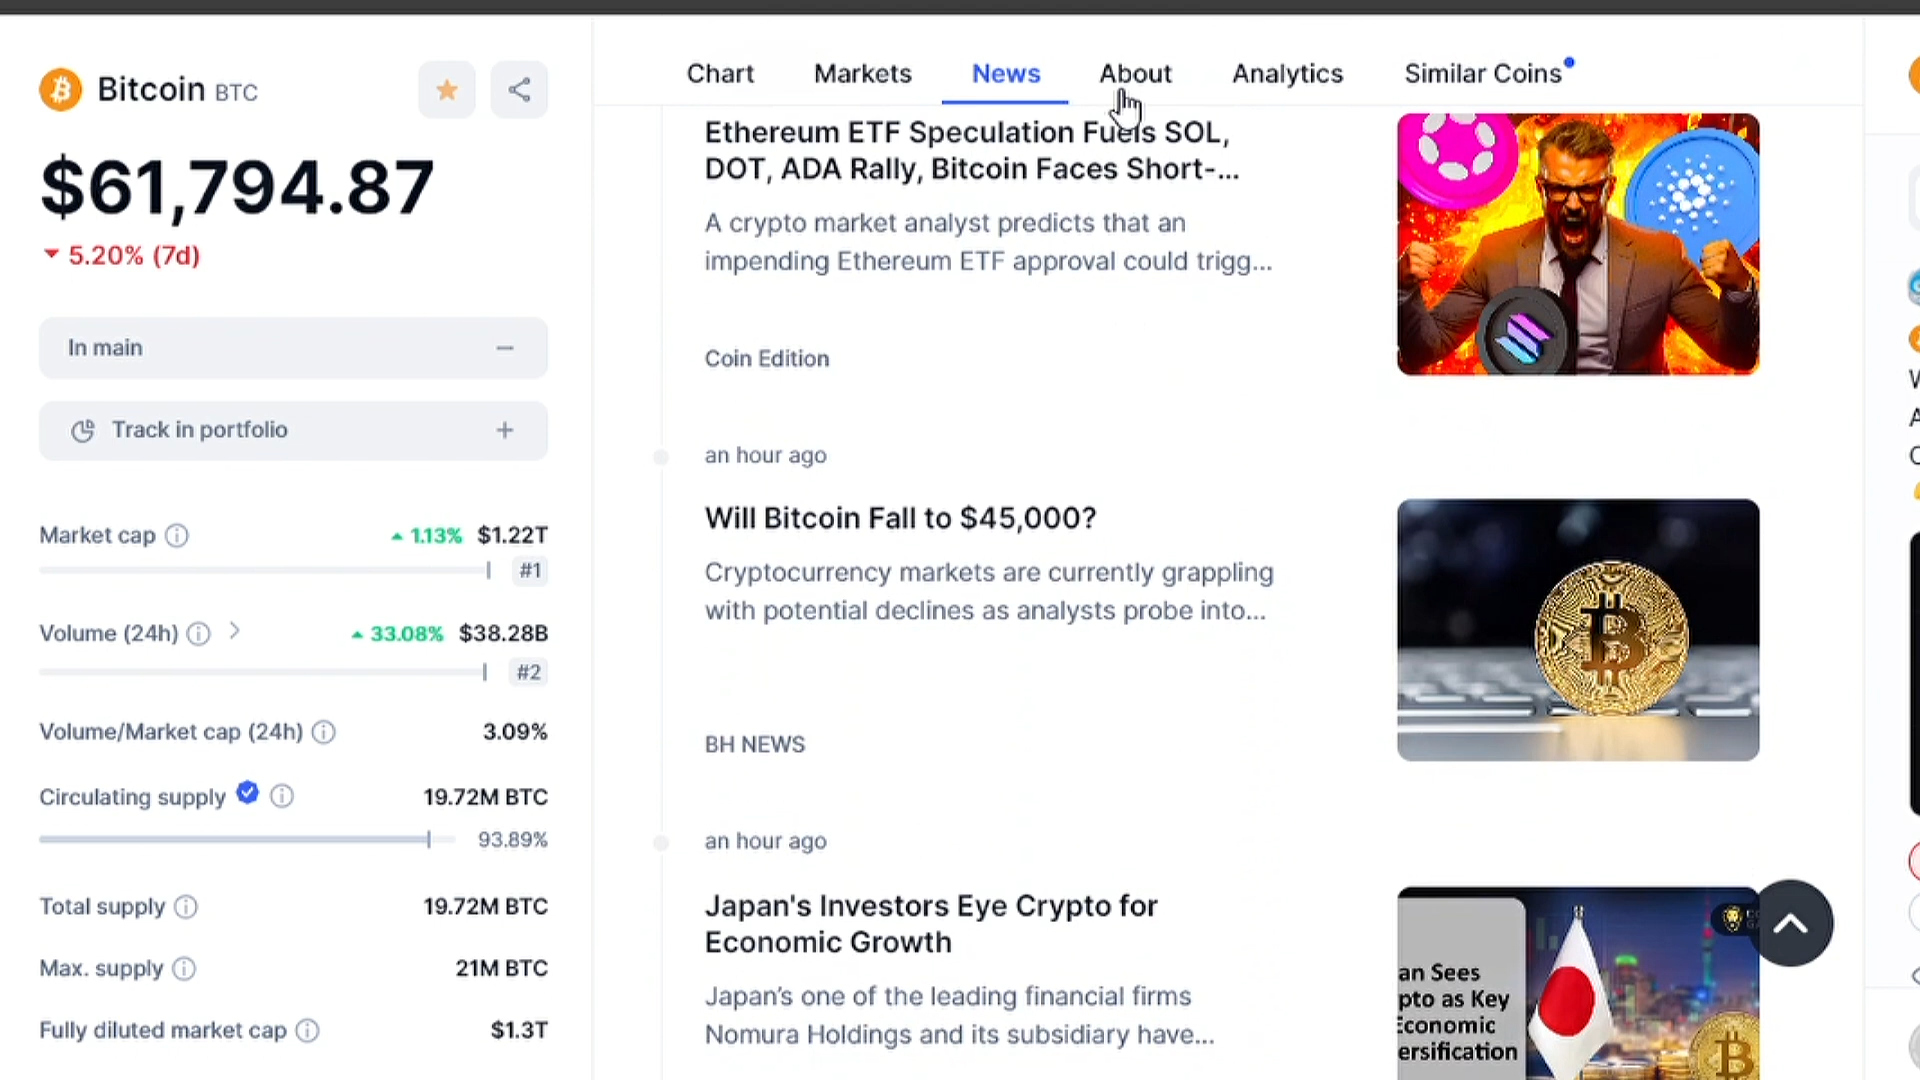 Bitcoin BTC
$61,794.87
5.20% (7d)
In main
Track in portfolio
Market cap 1.13% $1.22T
#1
Volume (24h) 33.08% $38.28B
#2
Volume/Market cap (24h) 3.09%
Circulating supply 19.72M BTC
93.89%
Total supply 19.72M BTC
Max. supply 21M BTC
Fully diluted market cap $1.3T
Chart Markets News About Analytics Similar Coins
Ethereum ETF Speculation Fuels SOL,
DOT, ADA Rally, Bitcoin Faces Short-...
A crypto market analyst predicts that an
impending Ethereum ETF approval could trigg...
Coin Edition
an hour ago
Will Bitcoin Fall to $45,000?
Cryptocurrency markets are currently grappling
with potential declines as analysts probe into...
BH NEWS
an hour ago
Japan's Investors Eye Crypto for
Economic Growth
Japan's one of the leading financial firms
Nomura Holdings and its subsidiary have...
an Sees
pto as Key
Economic
ersification